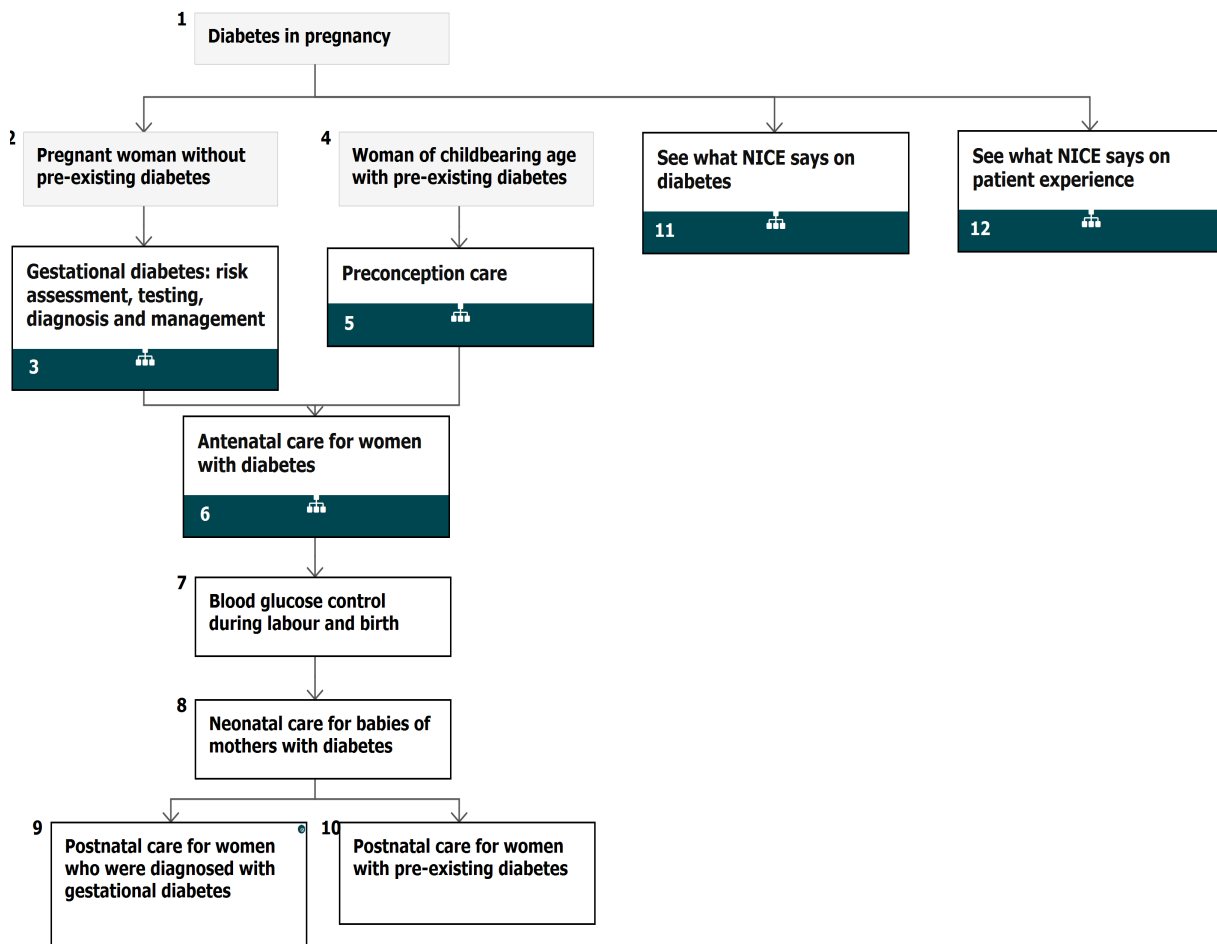 1
Diabetes in pregnancy
2
Pregnant woman without
pre-existing diabetes
4
Woman of childbearing age
with pre-existing diabetes
See what NICE says on
diabetes
11
See what NICE says on
patient experience
12
Gestational diabetes: risk
assessment, testing,
diagnosis and management
3
Preconception care
5
Antenatal care for women
with diabetes
6
7
Blood glucose control
during labour and birth
8
Neonatal care for babies of
mothers with diabetes
9
Postnatal care for women
who were diagnosed with
gestational diabetes
10
Postnatal care for women
with pre-existing diabetes